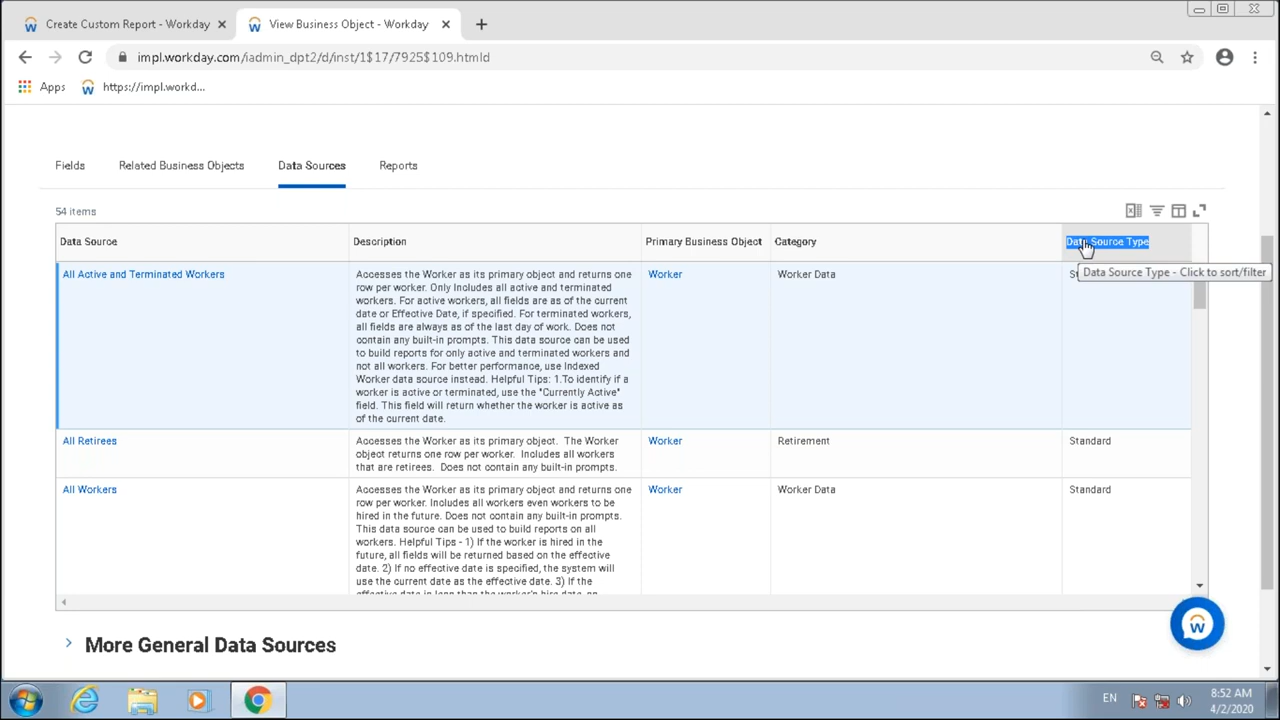 Create Custom Report - Workday
View Business Object - Workday
impl.workday.com/iadmin_dpt2/d/inst/1$17/7925$109.htmld
Apps
https://impl.workd...
Fields
Related Business Objects
Data Sources
Reports
54 items
Data Source
Description
Primary Business Object
Category
Data Source Type
Data Source Type - Click to sort/filter
All Active and Terminated Workers
Accesses the Worker as its primary object and returns one
row per worker. Only Includes all active and terminated
workers. For active workers, all fields are as of the current
date or Effective Date, if specified. For terminated workers,
all fields are always as of the last day of work. Does not
contain any built-in prompts. This data source can be used
to build reports for only active and terminated workers and
not all workers. For better performance, use Indexed
Worker data source instead. Helpful Tips: 1.To identify if a
worker is active or terminated, use the "Currently Active"
field. This field will return whether the worker is active as
of the current date.
Worker
Worker Data
All Retirees
Accesses the Worker as its primary object. The Worker
object returns one row per worker. Includes all workers
that are retirees. Does not contain any built-in prompts.
Worker
Retirement
Standard
All Workers
Accesses the Worker as its primary object and returns one
row per worker. Includes all workers even workers to be
hired in the future. Does not contain any built-in prompts.
This data source can be used to build reports on all
workers. Helpful Tips - 1) If the worker is hired in the
future, all fields will be returned based on the effective
date. 2) If no effective date is specified, the system will
use the current date as the effective date. 3) If the
Worker
Worker Data
Standard
More General Data Sources
EN
8:52 AM
4/2/2020